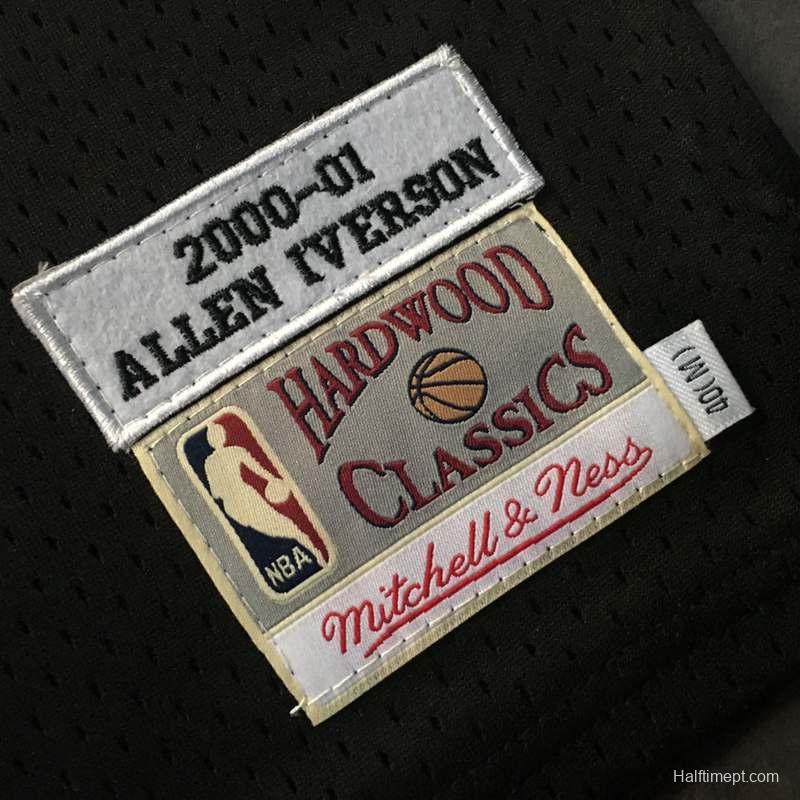 2000-01
ALLEN IVERSON
HARDWOOD
CLASSICS
NBA
Mitchell & Ness
40(M)
Halftimept.com